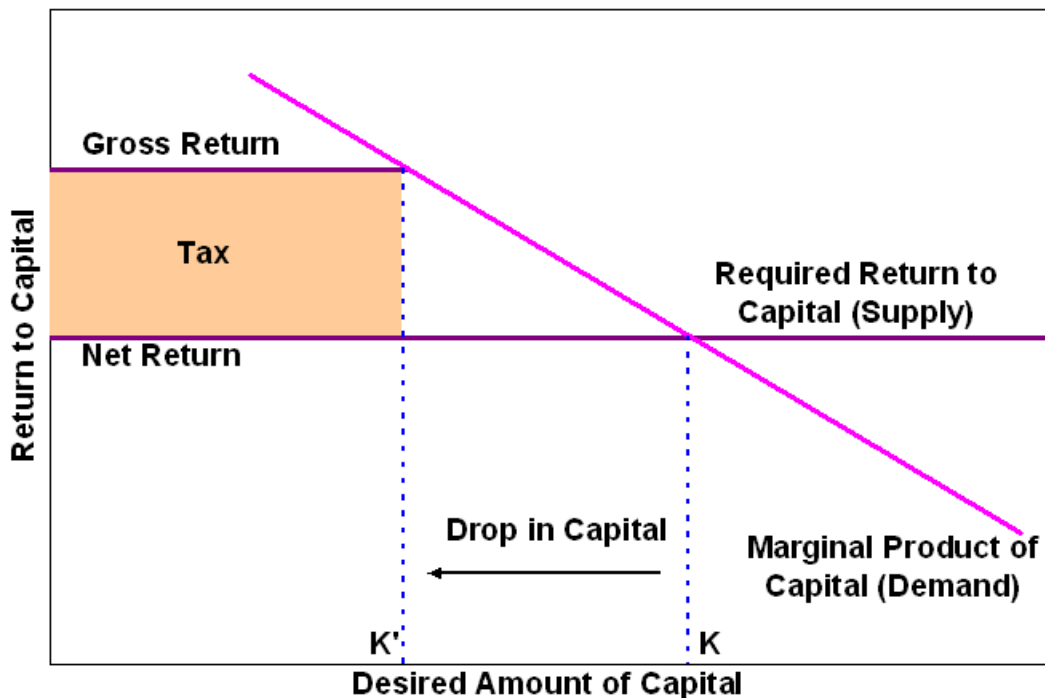 Gross Return
Tax
Required Return to
Capital (Supply)
Net Return
Return to Capital
Drop in Capital
Marginal Product of
Capital (Demand)
K'
K
Desired Amount of Capital